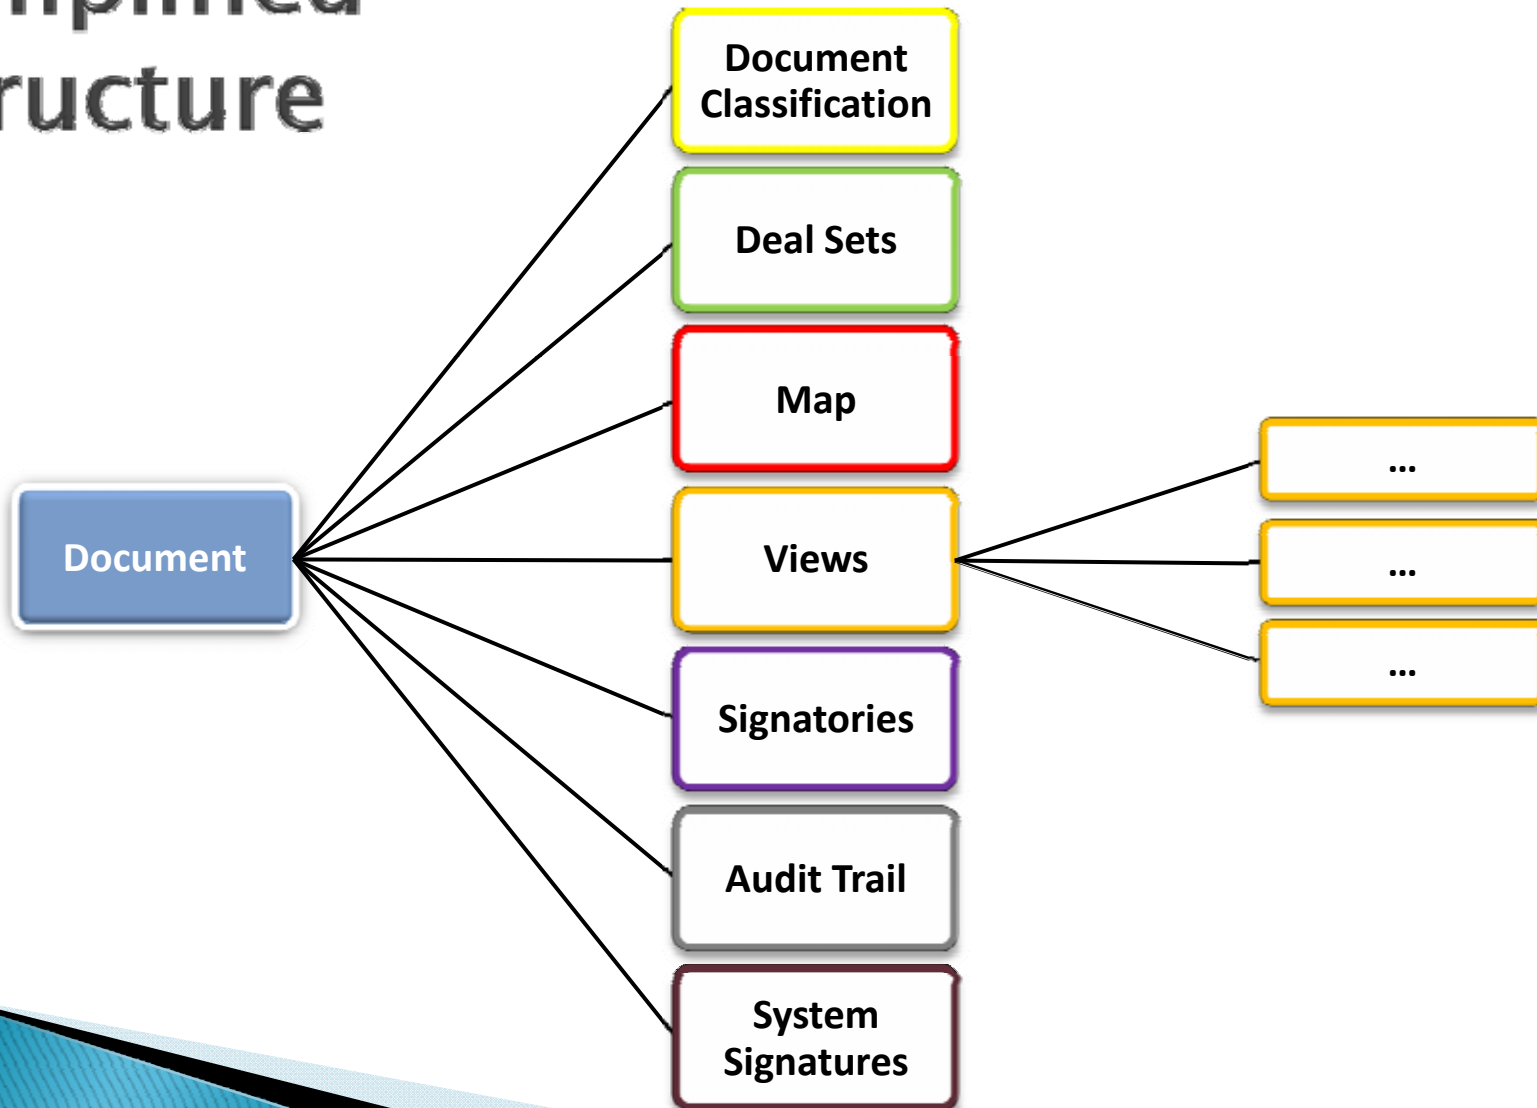 ructure
Document
Classification
Deal Sets
Map
Document
Views
...
...
...
Signatories
Audit Trail
System
Signatures